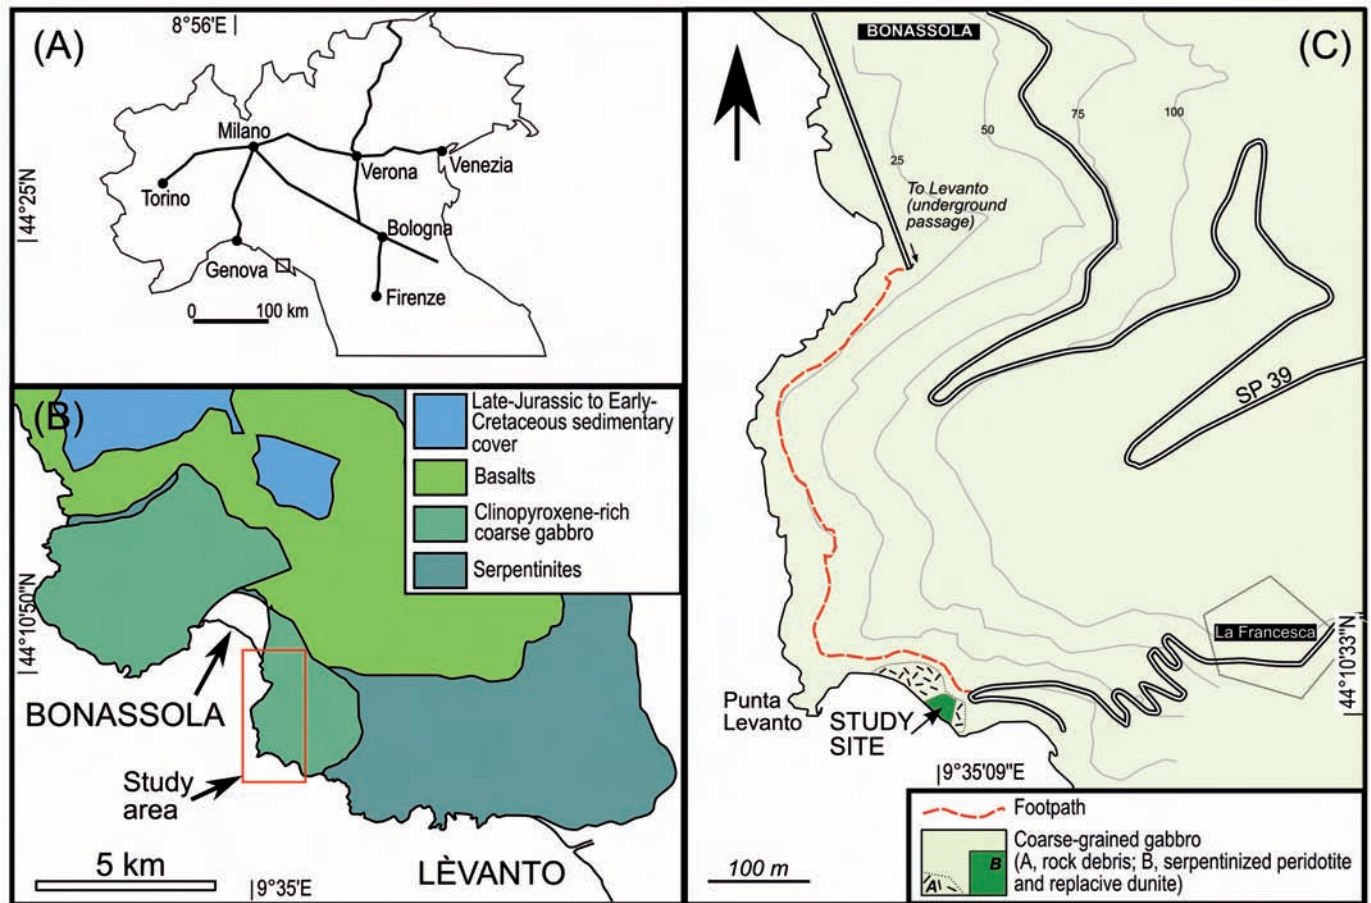 (A)
8°56'E
44°25'N
Milano
Torino
Verona
Venezia
Bologna
Genova
Firenze
0 100 km
(B)
Late-Jurassic to Early-
Cretaceous sedimentary
cover
Basalts
Clinopyroxene-rich
coarse gabbro
Serpentinites
44°10'50"N
BONASSOLA
Study
area
5 km
9°35'E
LÈVANTO
(C)
BONASSOLA
25
50
75
100
To Levanto
(underground
passage)
SP 39
La Francesca
44°10'33"N
Punta
Levanto
STUDY
SITE
9°35'09"E
100 m
Footpath
Coarse-grained gabbro
(A, rock debris; B, serpentinized peridotite
and replacive dunite)
A
B